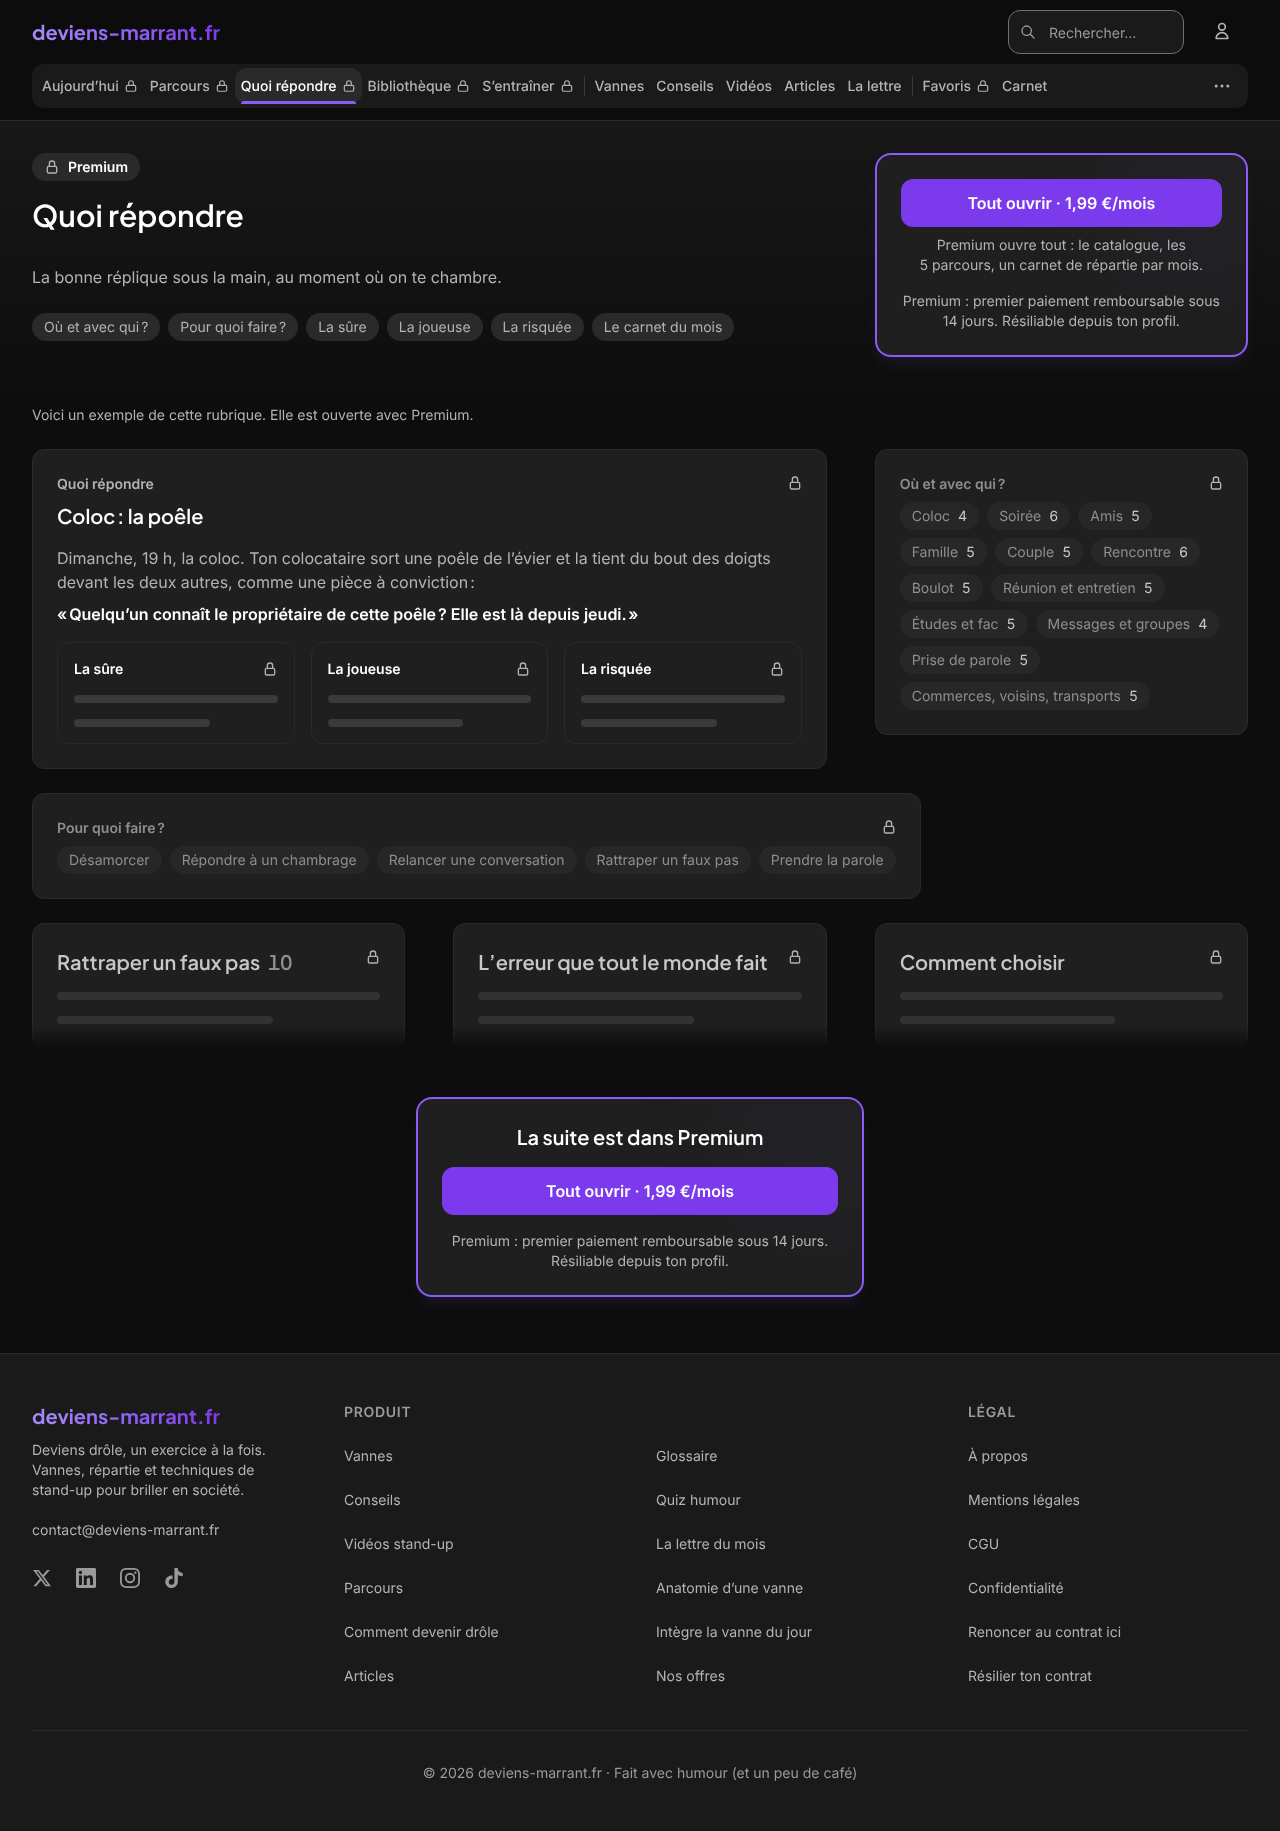 deviens-marrant.fr
Rechercher...
Aujourd’hui
Parcours
Quoi répondre
Bibliothèque
S’entraîner
Vannes
Conseils
Vidéos
Articles
La lettre
Favoris
Carnet
Premium
Quoi répondre
La bonne réplique sous la main, au moment où on te chambre.
Où et avec qui ?
Pour quoi faire ?
La sûre
La joueuse
La risquée
Le carnet du mois
Tout ouvrir · 1,99 €/mois
Premium ouvre tout : le catalogue, les
5 parcours, un carnet de répartie par mois.
Premium : premier paiement remboursable sous
14 jours. Résiliable depuis ton profil.
Voici un exemple de cette rubrique. Elle est ouverte avec Premium.
Quoi répondre
Coloc : la poêle
Dimanche, 19 h, la coloc. Ton colocataire sort une poêle de l’évier et la tient du bout des doigts
devant les deux autres, comme une pièce à conviction :
« Quelqu’un connaît le propriétaire de cette poêle ? Elle est là depuis jeudi. »
La sûre
La joueuse
La risquée
Où et avec qui ?
Coloc 4
Soirée 6
Amis 5
Famille 5
Couple 5
Rencontre 6
Boulot 5
Réunion et entretien 5
Études et fac 5
Messages et groupes 4
Prise de parole 5
Commerces, voisins, transports 5
Pour quoi faire ?
Désamorcer
Répondre à un chambrage
Relancer une conversation
Rattraper un faux pas
Prendre la parole
Rattraper un faux pas 10
L’erreur que tout le monde fait
Comment choisir
La suite est dans Premium
Tout ouvrir · 1,99 €/mois
Premium : premier paiement remboursable sous 14 jours.
Résiliable depuis ton profil.
deviens-marrant.fr
Deviens drôle, un exercice à la fois.
Vannes, répartie et techniques de
stand-up pour briller en société.
contact@deviens-marrant.fr
PRODUIT
Vannes
Conseils
Vidéos stand-up
Parcours
Comment devenir drôle
Articles
Glossaire
Quiz humour
La lettre du mois
Anatomie d’une vanne
Intègre la vanne du jour
Nos offres
LÉGAL
À propos
Mentions légales
CGU
Confidentialité
Renoncer au contrat ici
Résilier ton contrat
© 2026 deviens-marrant.fr · Fait avec humour (et un peu de café)